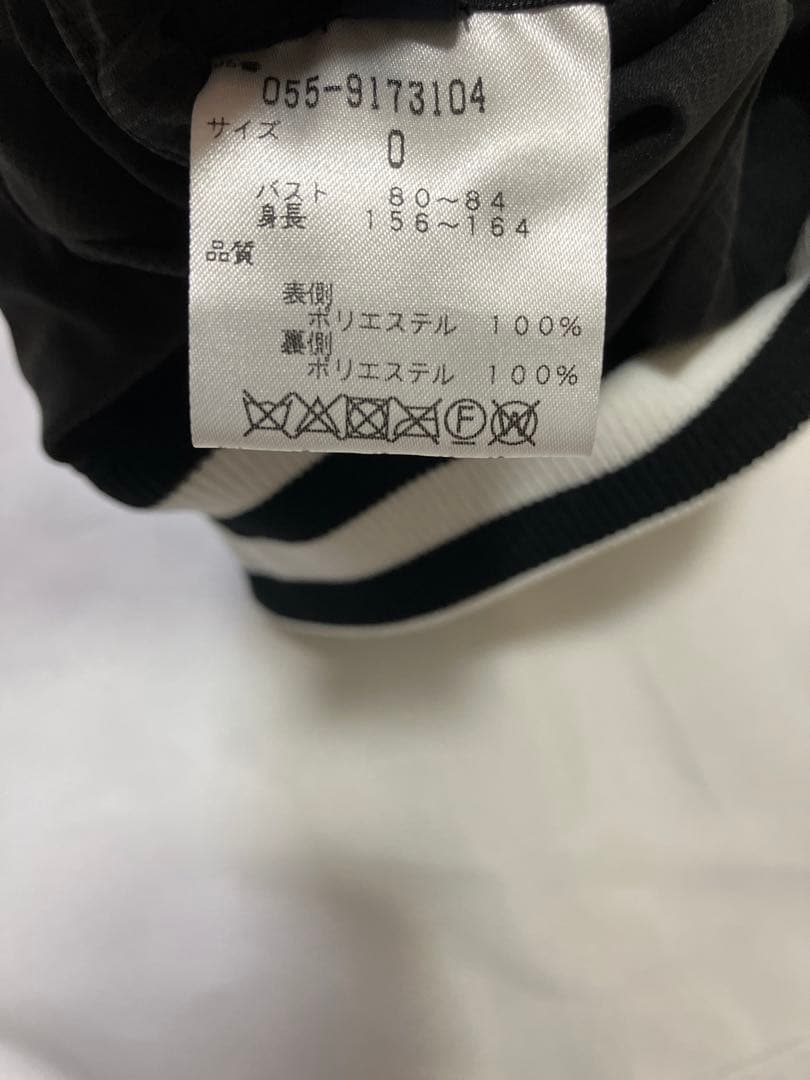 055-9173104
サイズ
0
バスト 80~84
身長 156~164
品質
表側
ポリエステル 100%
裏側
ポリエステル 100%
F W